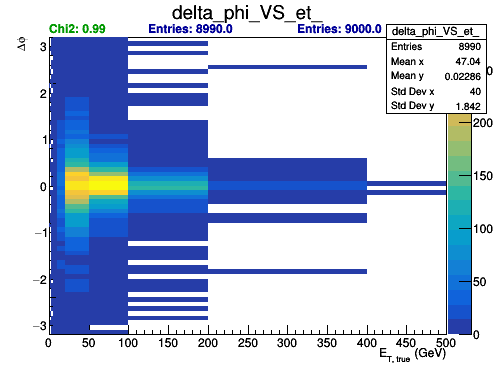 delta_phi_VS_et_
Chi2: 0.99 Entries: 8990.0 Entries: 9000.0
delta_phi_VS_et_
Entries 8990
Mean x 47.04
Mean y 0.02286
Std Dev x 40
Std Dev y 1.842
Δϕ
3
2
1
0
−1
−2
−3
0 50 100 150 200 250 300 350 400 450 500
E_T, true (GeV)
0
200
150
100
50
0